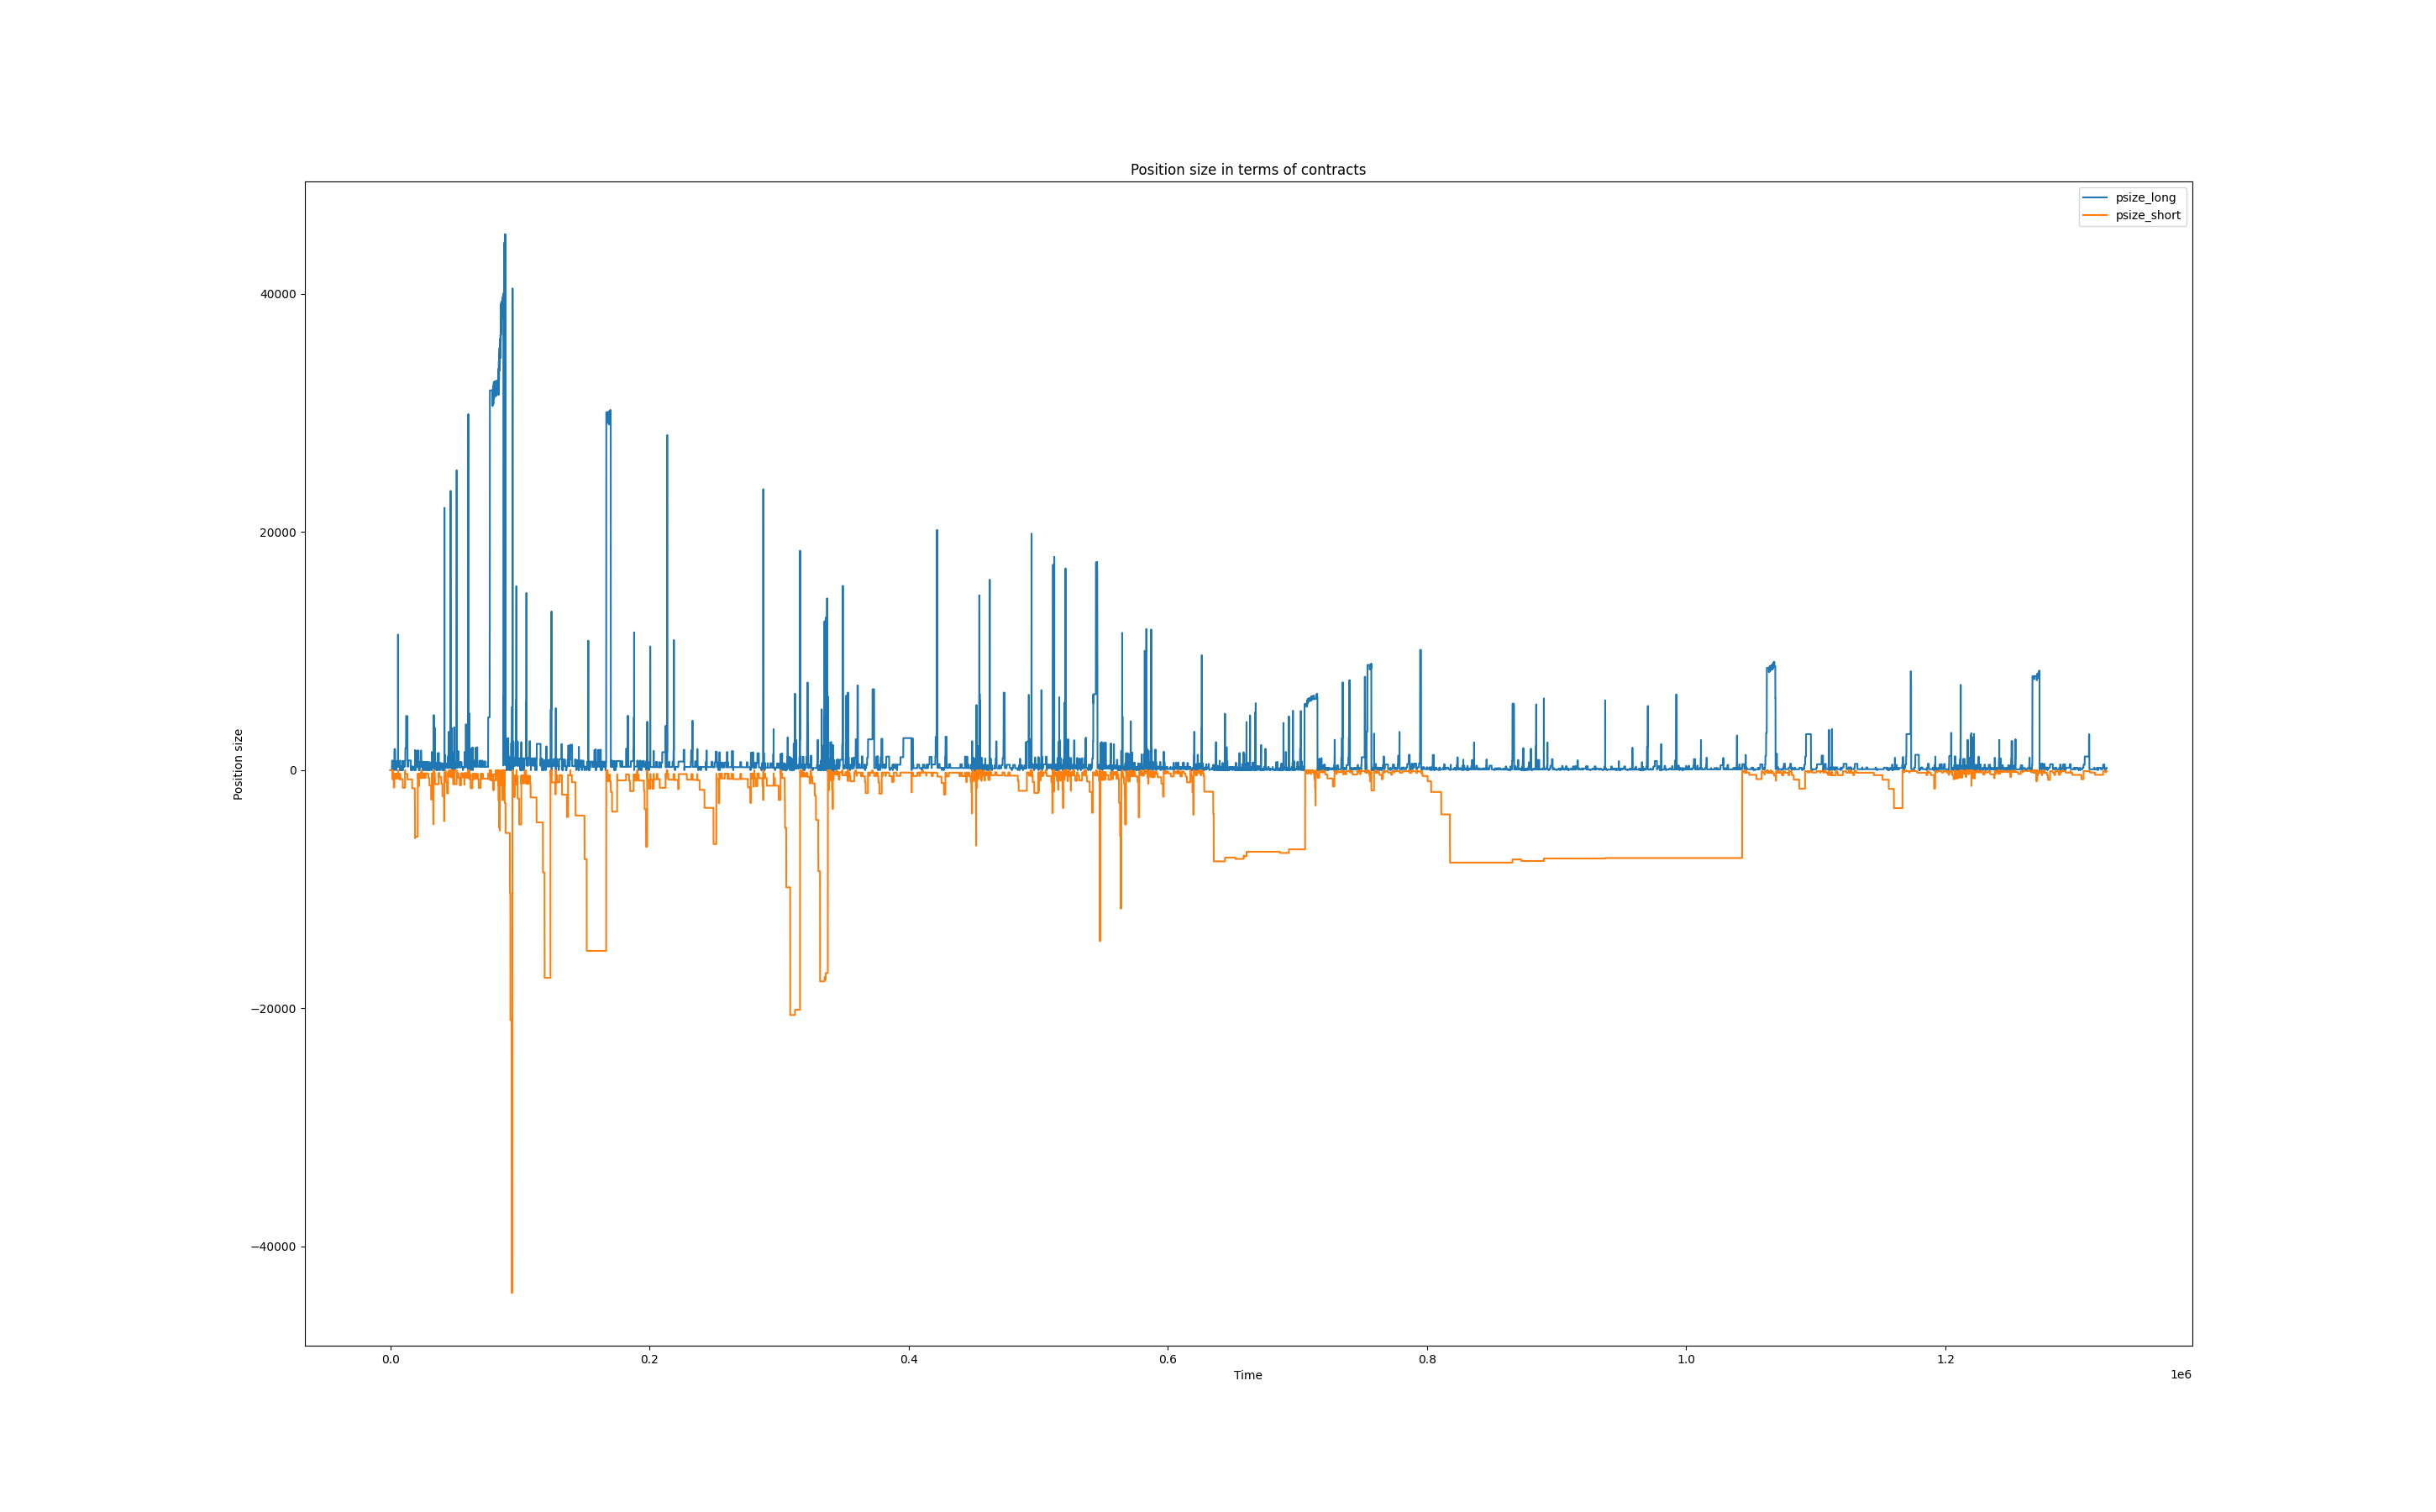 Position size in terms of contracts
psize_long
psize_short
40000
20000
0
−20000
−40000
Position size
0.0 0.2 0.4 0.6 0.8 1.0 1.2
Time
1e6